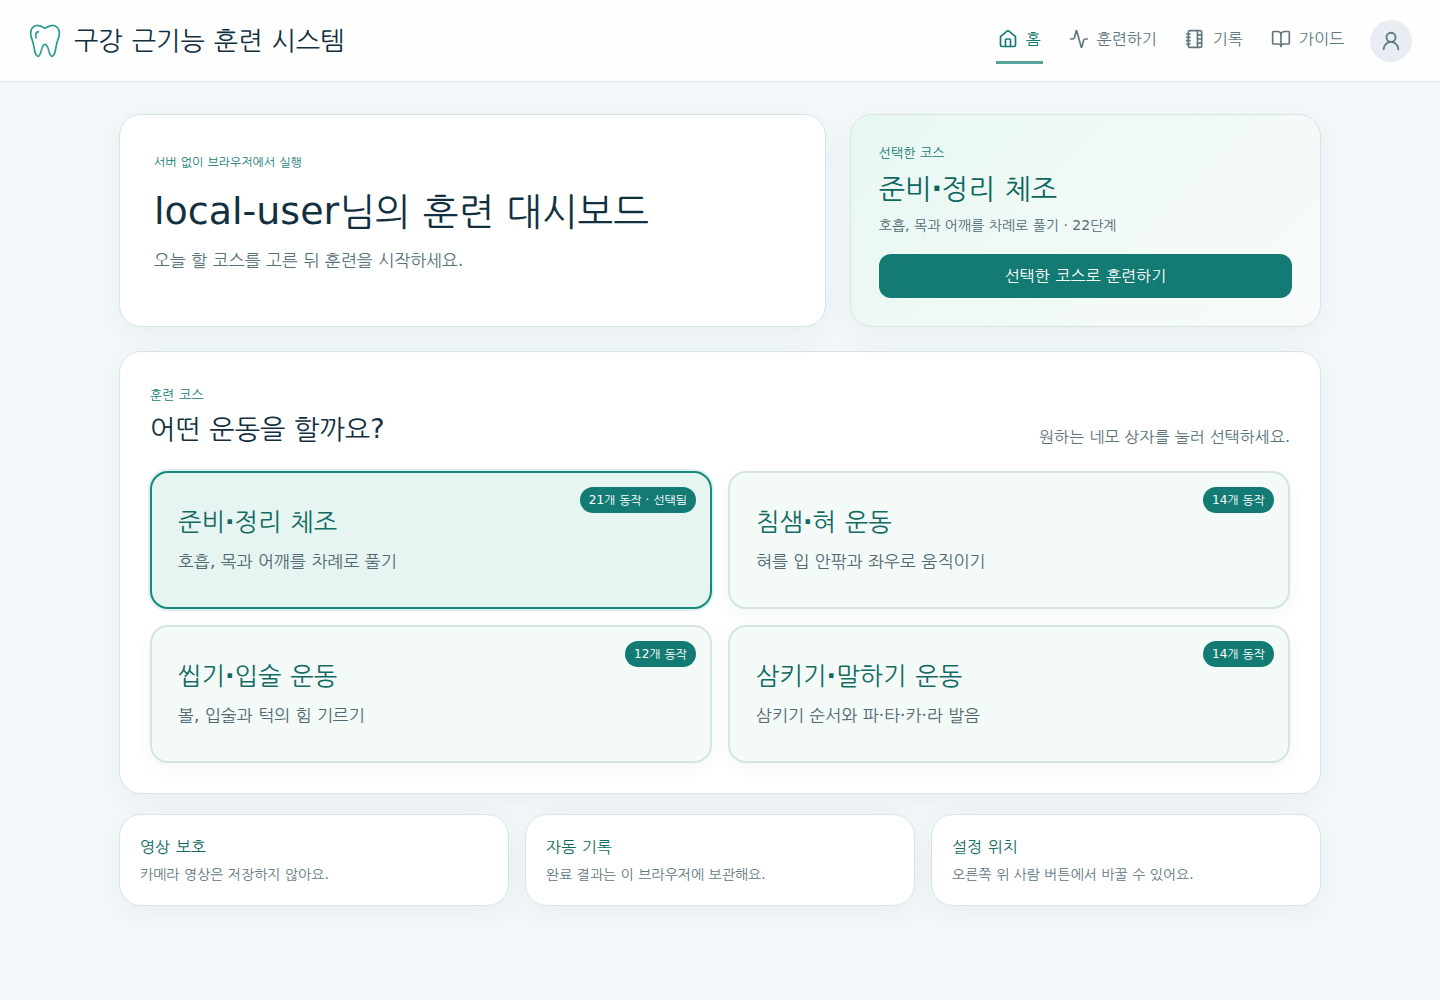 구강 근기능 훈련 시스템
홈
훈련하기
기록
가이드
서버 없이 브라우저에서 실행
local-user님의 훈련 대시보드
오늘 할 코스를 고른 뒤 훈련을 시작하세요.
선택한 코스
준비·정리 체조
호흡, 목과 어깨를 차례로 풀기 · 22단계
선택한 코스로 훈련하기
훈련 코스
어떤 운동을 할까요?
원하는 네모 상자를 눌러 선택하세요.
21개 동작 · 선택됨
준비·정리 체조
호흡, 목과 어깨를 차례로 풀기
14개 동작
침샘·혀 운동
혀를 입 안팎과 좌우로 움직이기
12개 동작
씹기·입술 운동
볼, 입술과 턱의 힘 기르기
14개 동작
삼키기·말하기 운동
삼키기 순서와 파·타·카·라 발음
영상 보호
카메라 영상은 저장하지 않아요.
자동 기록
완료 결과는 이 브라우저에 보관해요.
설정 위치
오른쪽 위 사람 버튼에서 바꿀 수 있어요.